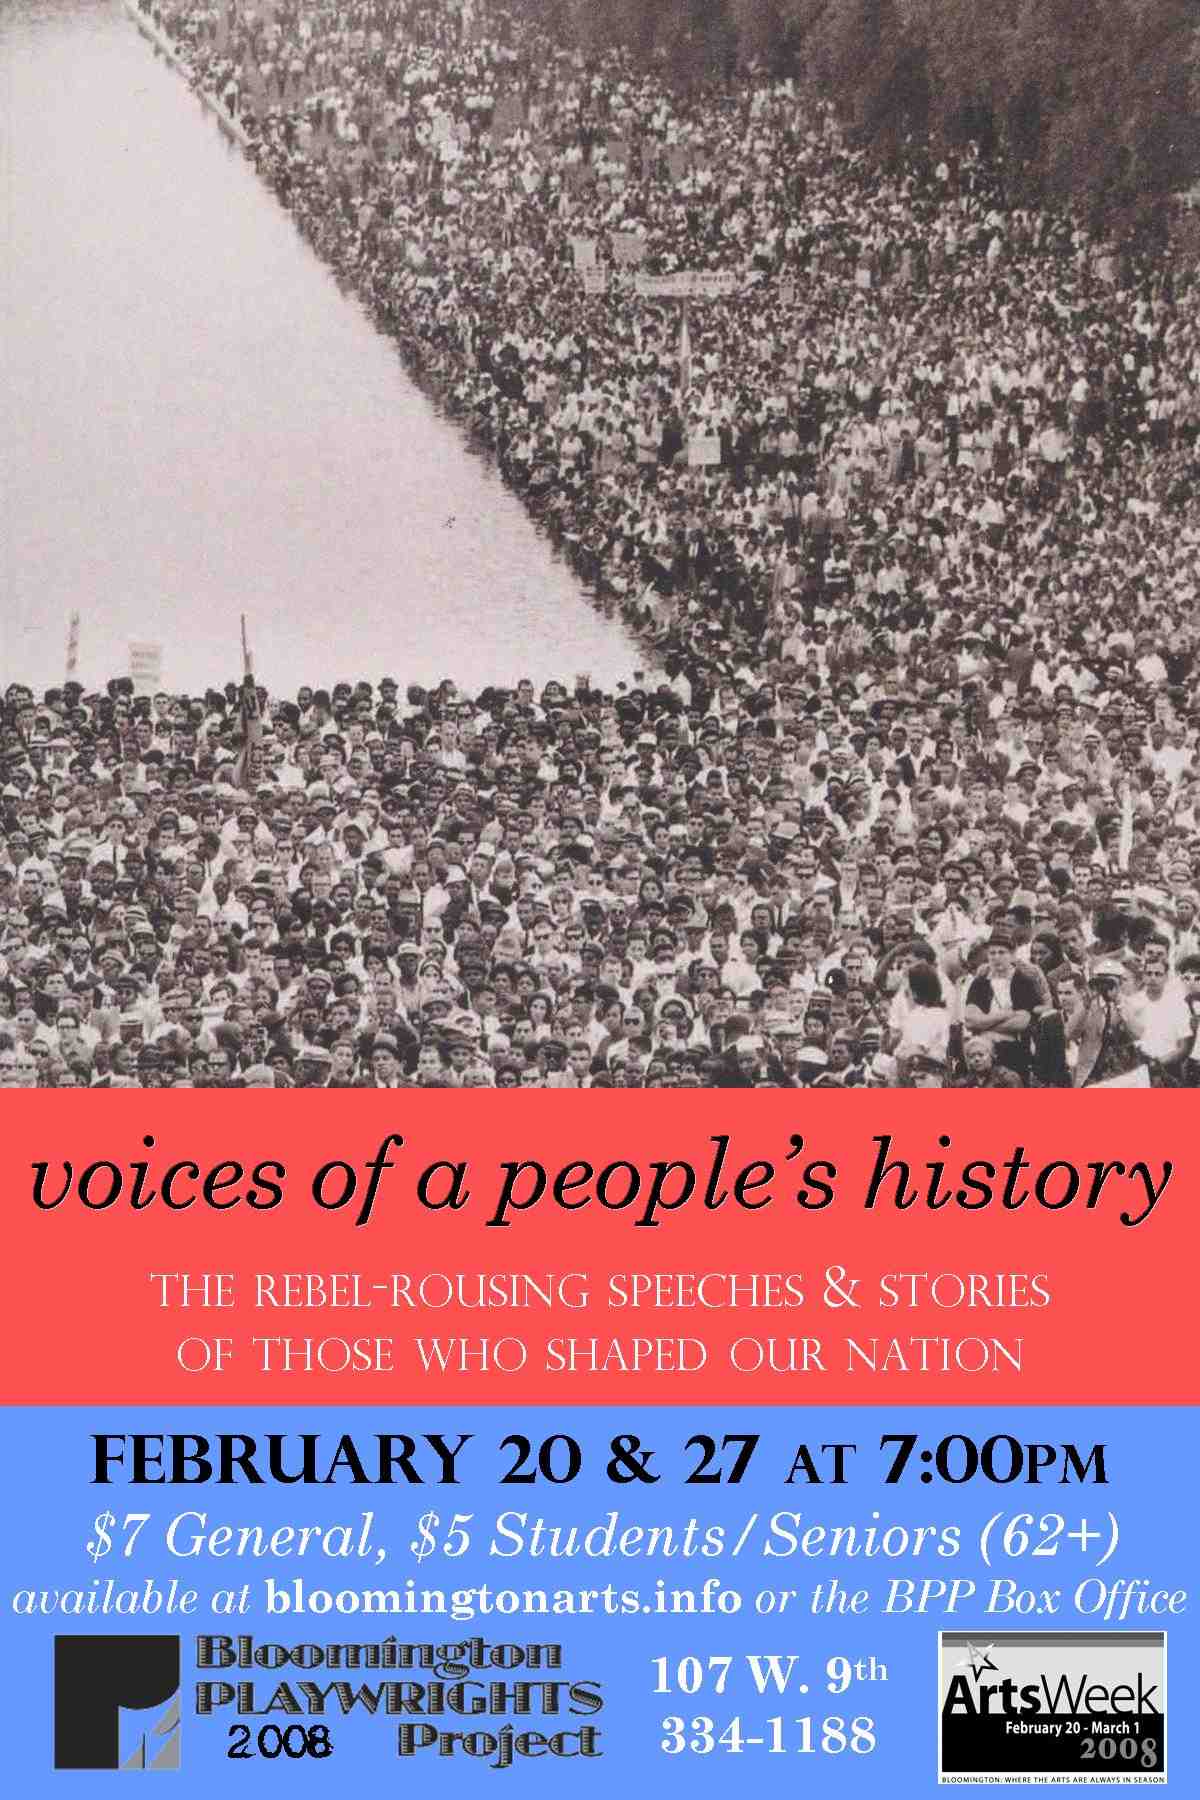 voices of a people's history
THE REBEL-ROUSING SPEECHES & STORIES
OF THOSE WHO SHAPED OUR NATION
FEBRUARY 20 & 27 AT 7:00PM
$7 General, $5 Students/Seniors (62+)
available at bloomingtonarts.info or the BPP Box Office
Bloomington
PLAYWRIGHTS
2008 Project
107 W. 9th
334-1188
ArtsWeek
February 20 - March 1
2008
BLOOMINGTON: WHERE THE ARTS ARE ALWAYS IN SEASON